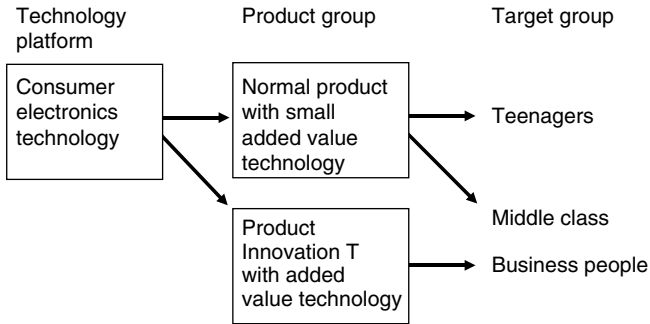 Technology
platform
Product group
Target group
Consumer
electronics
technology
Normal product
with small
added value
technology
Teenagers
Middle class
Product
Innovation T
with added
value technology
Business people